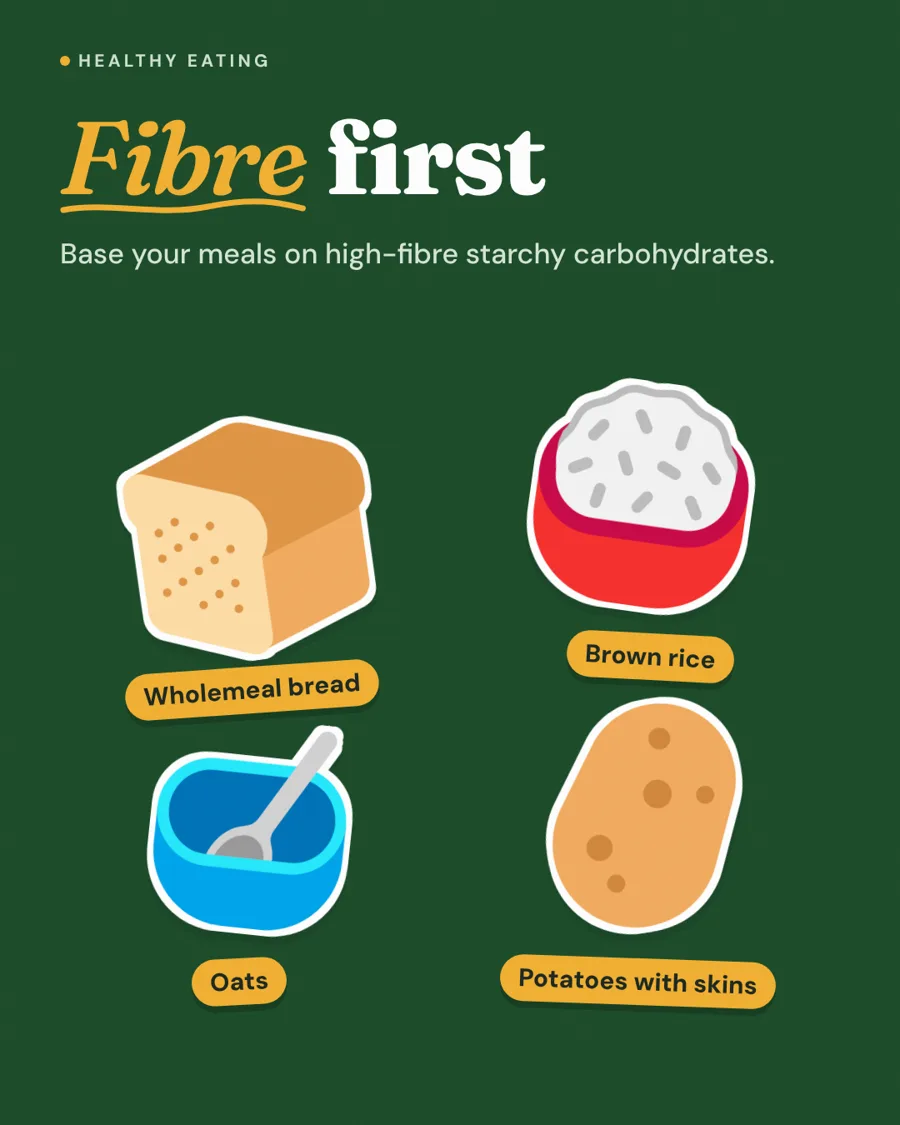 HEALTHY EATING
Fibre first
Base your meals on high-fibre starchy carbohydrates.
Wholemeal bread
Brown rice
Oats
Potatoes with skins